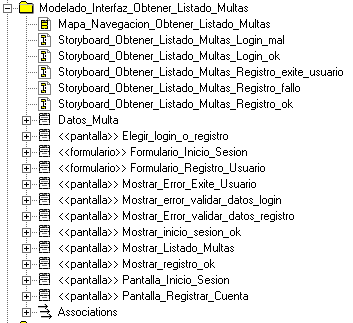 Modelado_Interfaz_Obtener_Listado_Multas
Mapa_Navegacion_Obtener_Listado_Multas
Storyboard_Obtener_Listado_Multas_Login_mal
Storyboard_Obtener_Listado_Multas_Login_ok
Storyboard_Obtener_Listado_Multas_Registro_exite_usuario
Storyboard_Obtener_Listado_Multas_Registro_fallo
Storyboard_Obtener_Listado_Multas_Registro_ok
Datos_Multa
<<pantalla>> Elegir_login_o_registro
<<formulario>> Formulario_Inicio_Sesion
<<formulario>> Formulario_Registro_Usuario
<<pantalla>> Mostrar_Error_Exite_Usuario
<<pantalla>> Mostrar_error_validar_datos_login
<<pantalla>> Mostrar_Error_validar_datos_registro
<<pantalla>> Mostrar_inicio_sesion_ok
<<pantalla>> Mostrar_Listado_Multas
<<pantalla>> Mostrar_registro_ok
<<pantalla>> Pantalla_Inicio_Sesion
<<pantalla>> Pantalla_Registrar_Cuenta
Associations